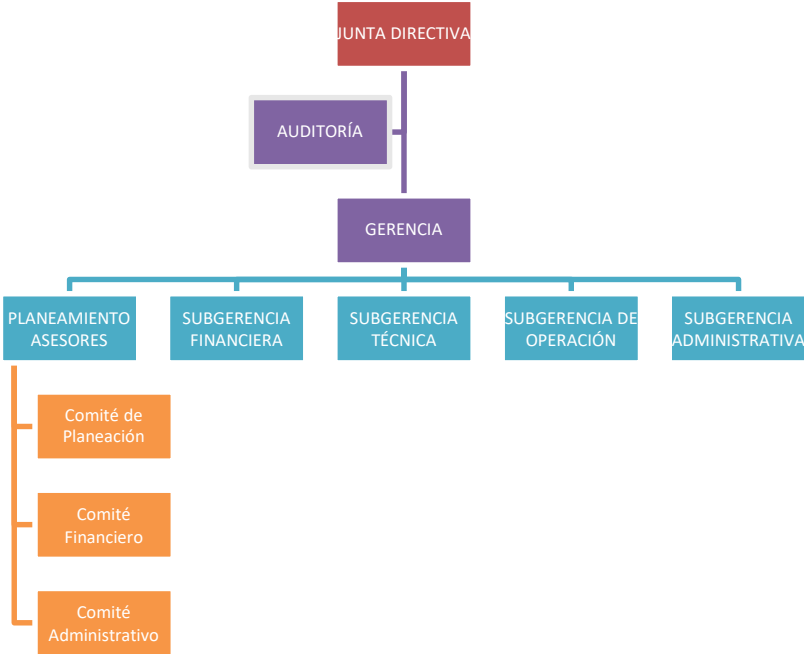 JUNTA DIRECTIVA
AUDITORÍA
GERENCIA
PLANEAMIENTO
ASESORES
SUBGERENCIA
FINANCIERA
SUBGERENCIA
TÉCNICA
SUBGERENCIA DE
OPERACIÓN
SUBGERENCIA
ADMINISTRATIVA
Comité de
Planeación
Comité
Financiero
Comité
Administrativo